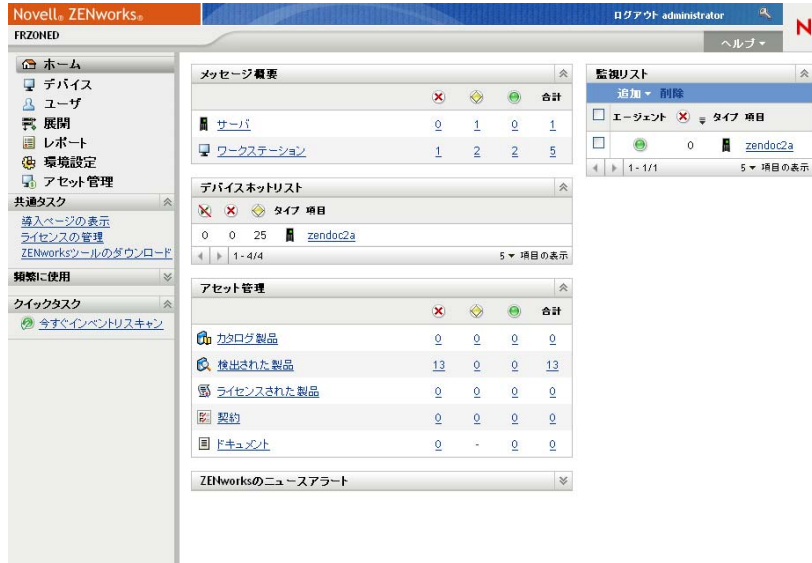 Novell® ZENworks®
ログアウト administrator
N
FRZONED
ヘルプ
ホーム
デバイス
ユーザ
展開
レポート
環境設定
アセット管理
共通タスク
導入ページの表示
ライセンスの管理
ZENworksツールのダウンロード
頻繁に使用
クイックタスク
今すぐインベントリスキャン
メッセージ概要
合計
サーバ 0 1 0 1
ワークステーション 1 2 2 5
デバイスホットリスト
タイプ 項目
0 0 25 zendoc2a
1 - 4/4 5 項目の表示
アセット管理
合計
カタログ製品 0 0 0 0
検出された製品 13 0 0 13
ライセンスされた製品 0 0 0 0
契約 0 0 0 0
ドキュメント 0 - 0 0
ZENworksのニュースアラート
監視リスト
追加 削除
エージェント タイプ 項目
0 zendoc2a
1 - 1/1 5 項目の表示